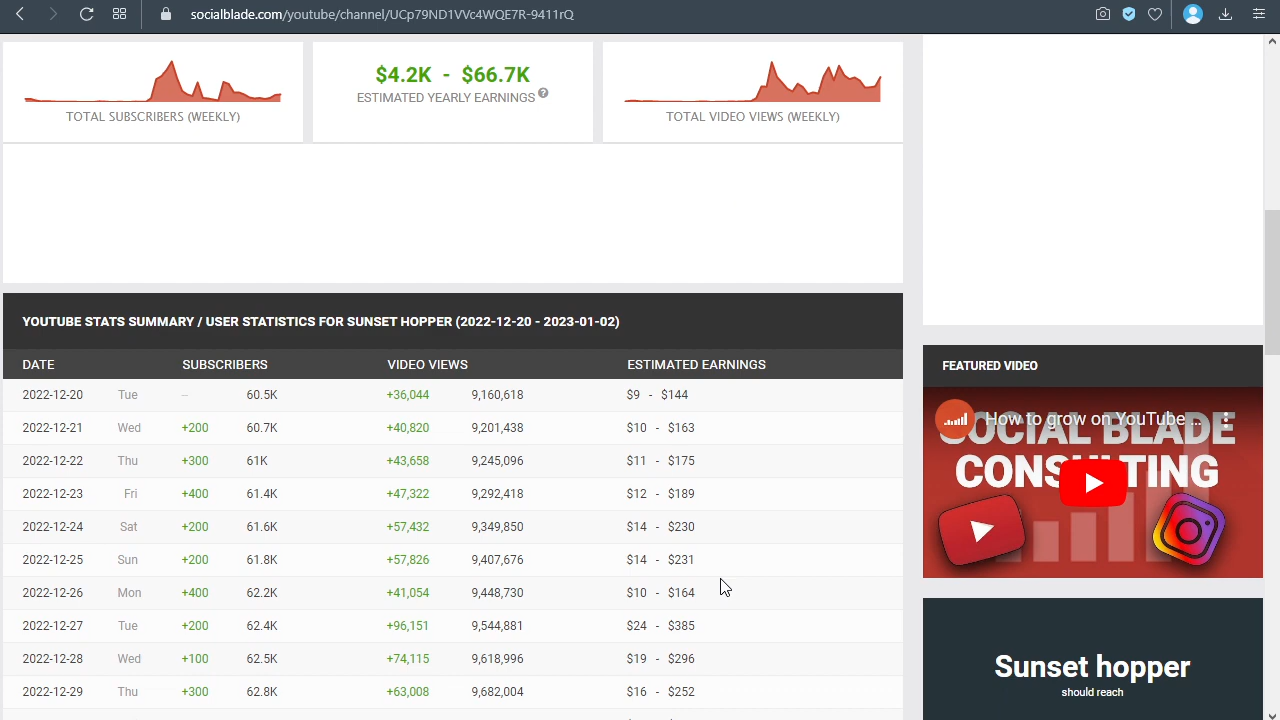 socialblade.com/youtube/channel/UCp79ND1VVc4WQE7R-9411rQ
TOTAL SUBSCRIBERS (WEEKLY)
$4.2K - $66.7K
ESTIMATED YEARLY EARNINGS ?
TOTAL VIDEO VIEWS (WEEKLY)
YOUTUBE STATS SUMMARY / USER STATISTICS FOR SUNSET HOPPER (2022-12-20 - 2023-01-02)
DATE SUBSCRIBERS VIDEO VIEWS ESTIMATED EARNINGS
2022-12-20 Tue -- 60.5K +36,044 9,160,618 $9 - $144
2022-12-21 Wed +200 60.7K +40,820 9,201,438 $10 - $163
2022-12-22 Thu +300 61K +43,658 9,245,096 $11 - $175
2022-12-23 Fri +400 61.4K +47,322 9,292,418 $12 - $189
2022-12-24 Sat +200 61.6K +57,432 9,349,850 $14 - $230
2022-12-25 Sun +200 61.8K +57,826 9,407,676 $14 - $231
2022-12-26 Mon +400 62.2K +41,054 9,448,730 $10 - $164
2022-12-27 Tue +200 62.4K +96,151 9,544,881 $24 - $385
2022-12-28 Wed +100 62.5K +74,115 9,618,996 $19 - $296
2022-12-29 Thu +300 62.8K +63,008 9,682,004 $16 - $252
FEATURED VIDEO
How to grow on YouTube ...
SOCIAL BLADE
CONSULTING
Sunset hopper
should reach